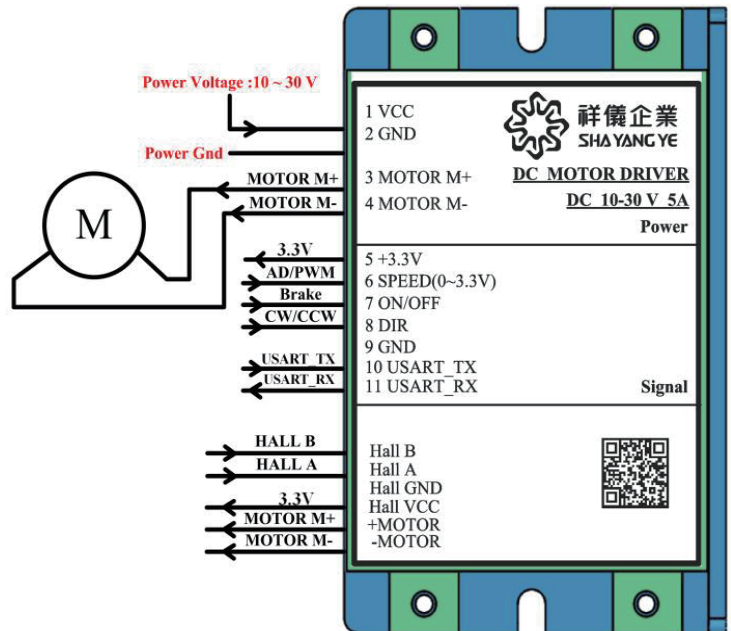 Power Voltage :10 ~ 30 V
Power Gnd
MOTOR M+
MOTOR M-
M
3.3V
AD/PWM
Brake
CW/CCW
USART_TX
USART_RX
HALL B
HALL A
3.3V
MOTOR M+
MOTOR M-
1 VCC
2 GND
祥儀企業
SHAYANG YE
3 MOTOR M+
DC MOTOR DRIVER
4 MOTOR M-
DC 10-30 V 5A
Power
5 +3.3V
6 SPEED(0~3.3V)
7 ON/OFF
8 DIR
9 GND
10 USART_TX
11 USART_RX
Signal
Hall B
Hall A
Hall GND
Hall VCC
+MOTOR
-MOTOR